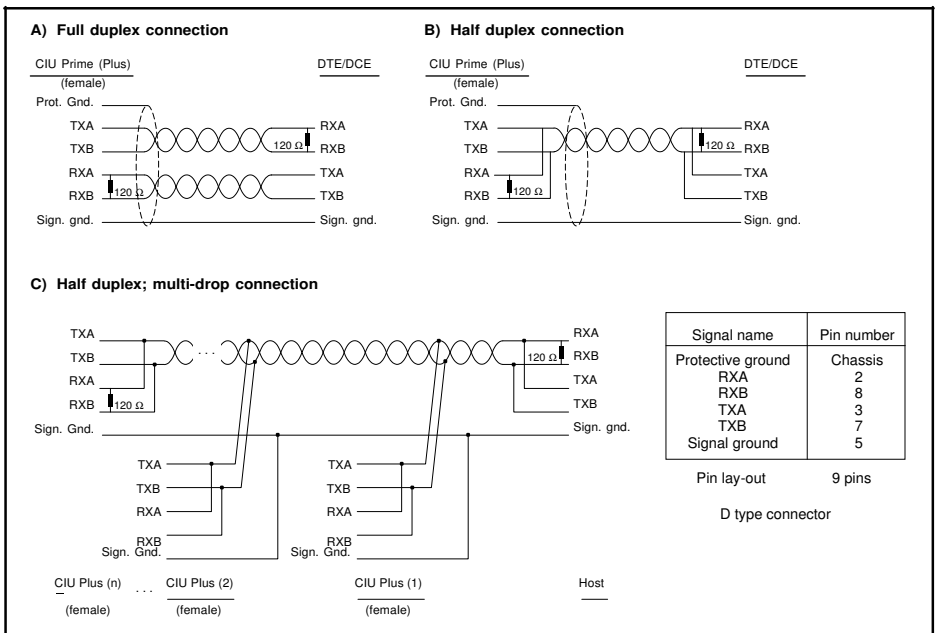 A) Full duplex connection
CIU Prime (Plus)
(female)
DTE/DCE
Prot. Gnd.
TXA
TXB
RXA
RXB
Sign. gnd.
120 Ω
120 Ω
RXA
RXB
TXA
TXB
Sign. gnd.
B) Half duplex connection
CIU Prime (Plus)
(female)
DTE/DCE
Prot. Gnd.
TXA
TXB
RXA
RXB
Sign. gnd.
120 Ω
120 Ω
RXA
RXB
TXA
TXB
Sign. gnd.
C) Half duplex; multi-drop connection
TXA
TXB
RXA
RXB
Sign. Gnd.
120 Ω
. . .
120 Ω
RXA
RXB
TXA
TXB
Sign. gnd.
TXA
TXB
RXA
RXB
Sign. Gnd.
TXA
TXB
RXA
RXB
Sign. Gnd.
CIU Plus (n) . . . CIU Plus (2) CIU Plus (1) Host
(female) (female) (female)
Signal name Pin number
Protective ground Chassis
RXA 2
RXB 8
TXA 3
TXB 7
Signal ground 5
Pin lay-out 9 pins
D type connector